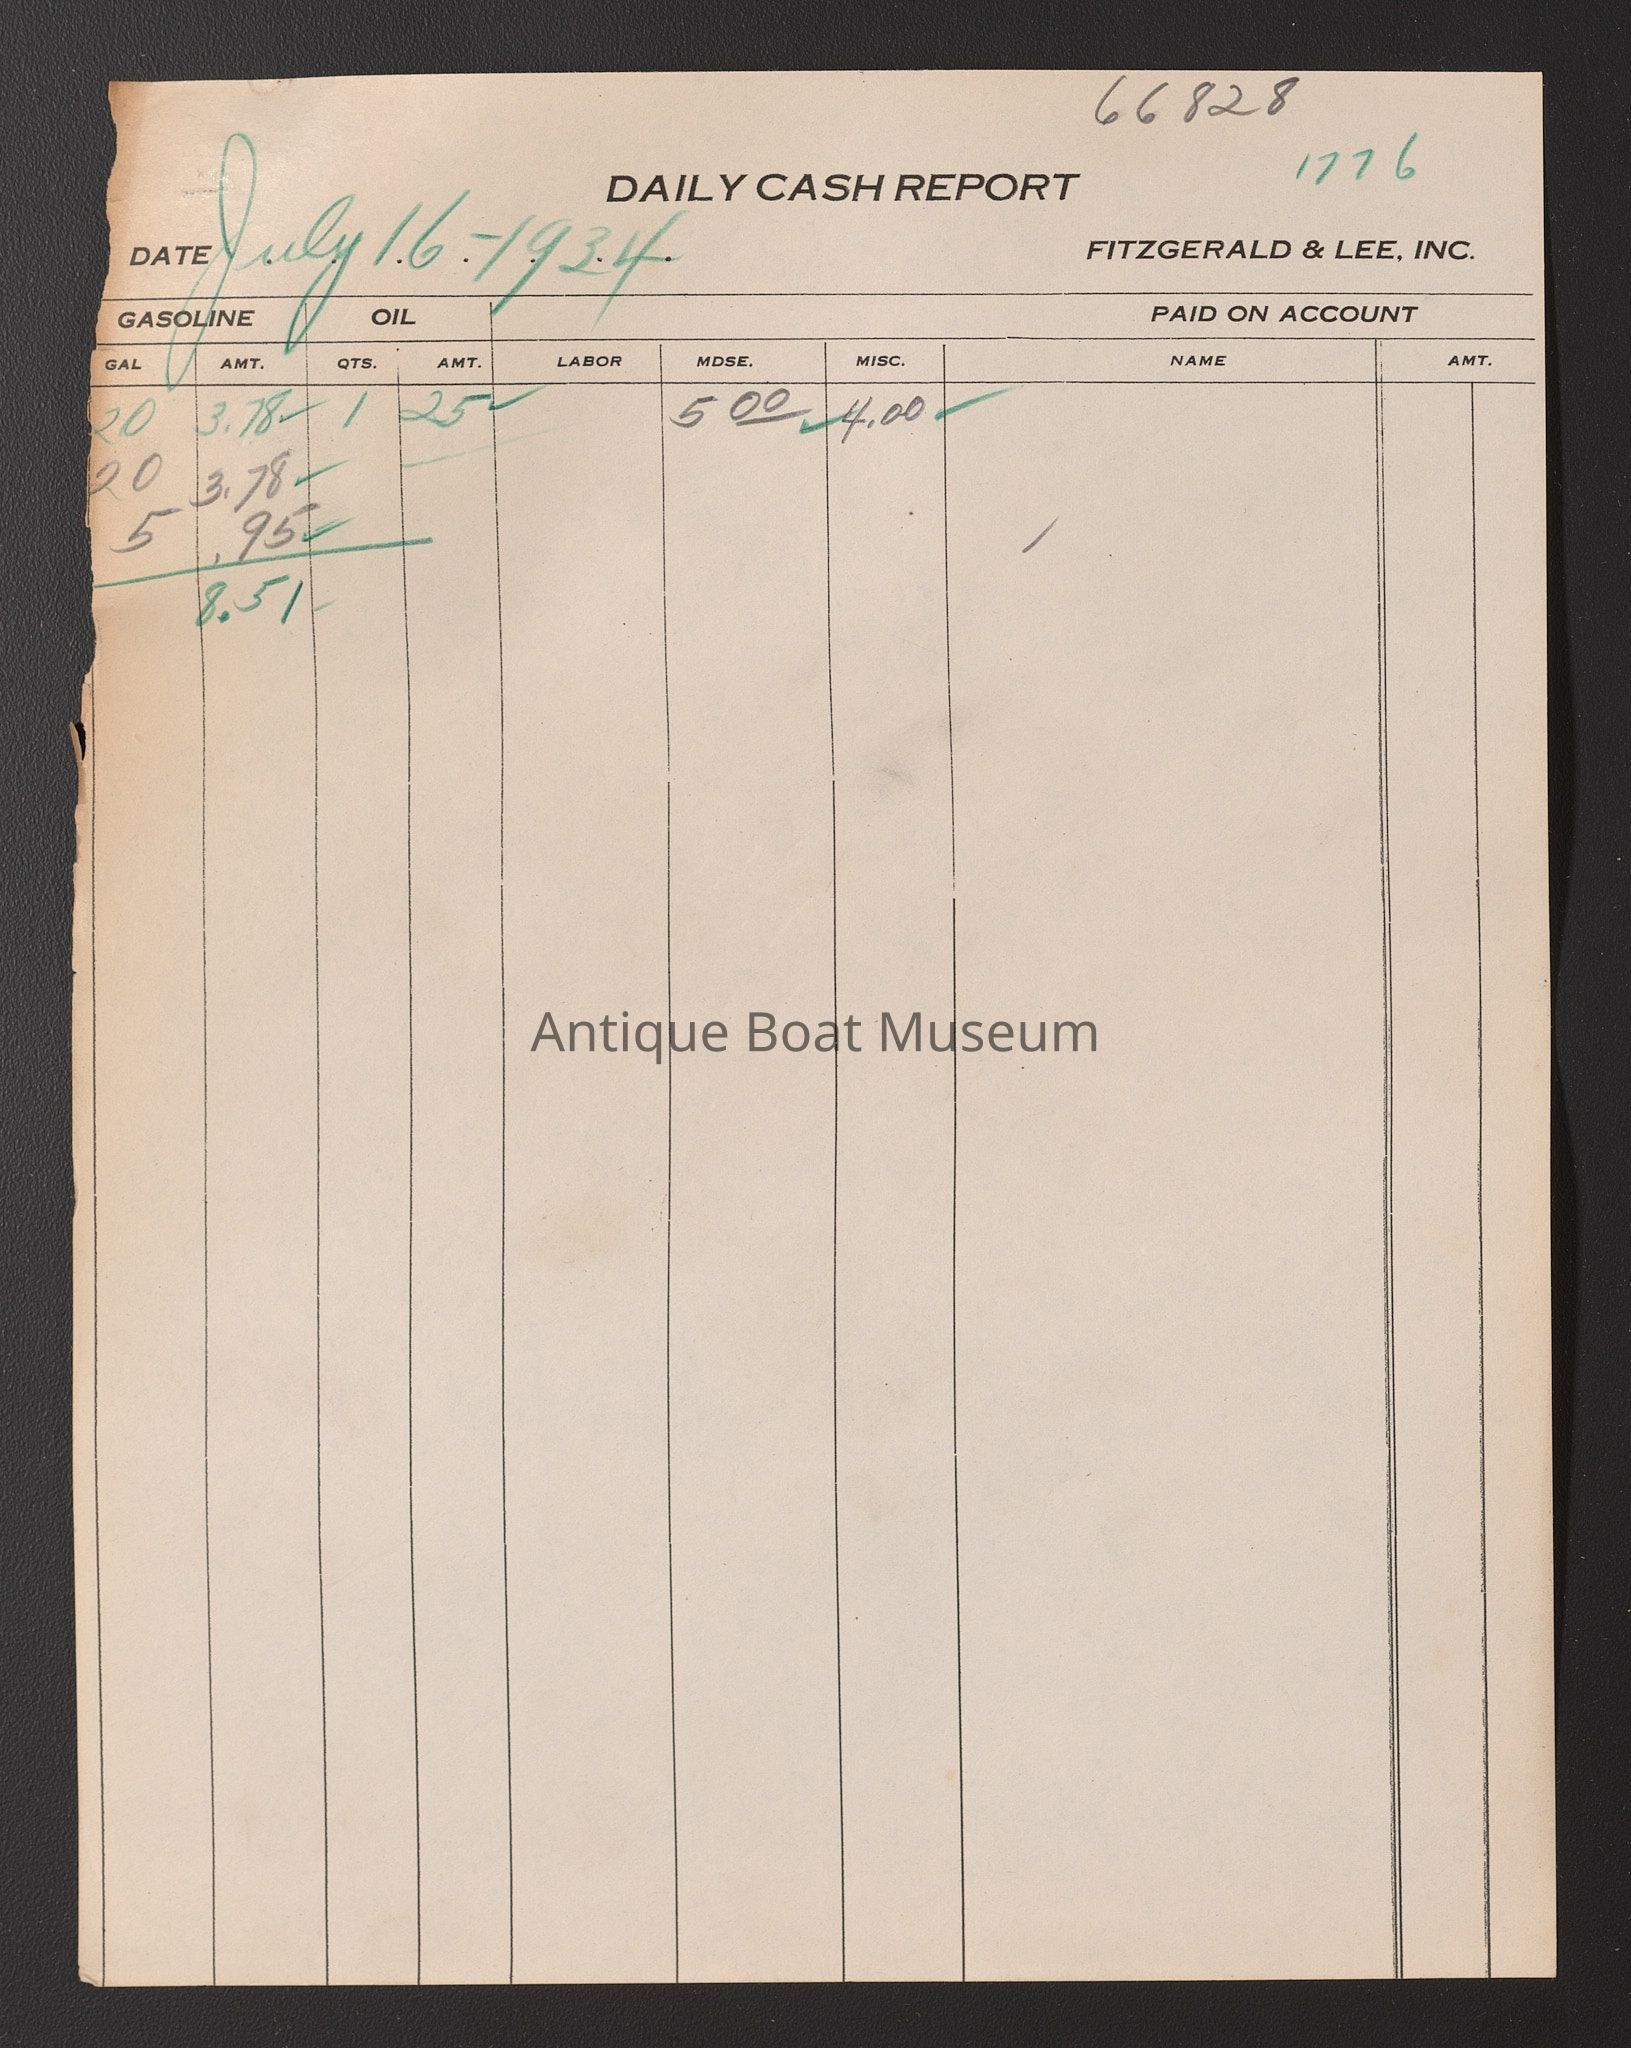 66828
1776
DAILY CASH REPORT
DATE July 16-1934
FITZGERALD & LEE, INC.
GASOLINE OIL PAID ON ACCOUNT
GAL AMT. QTS. AMT. LABOR MDSE. MISC. NAME AMT.
20 3.78 ✓ 1 25 ✓ 5 00 ✓ 4.00 ✓
20 3.78 ✓
5 .95 ✓
8.51
Antique Boat Museum